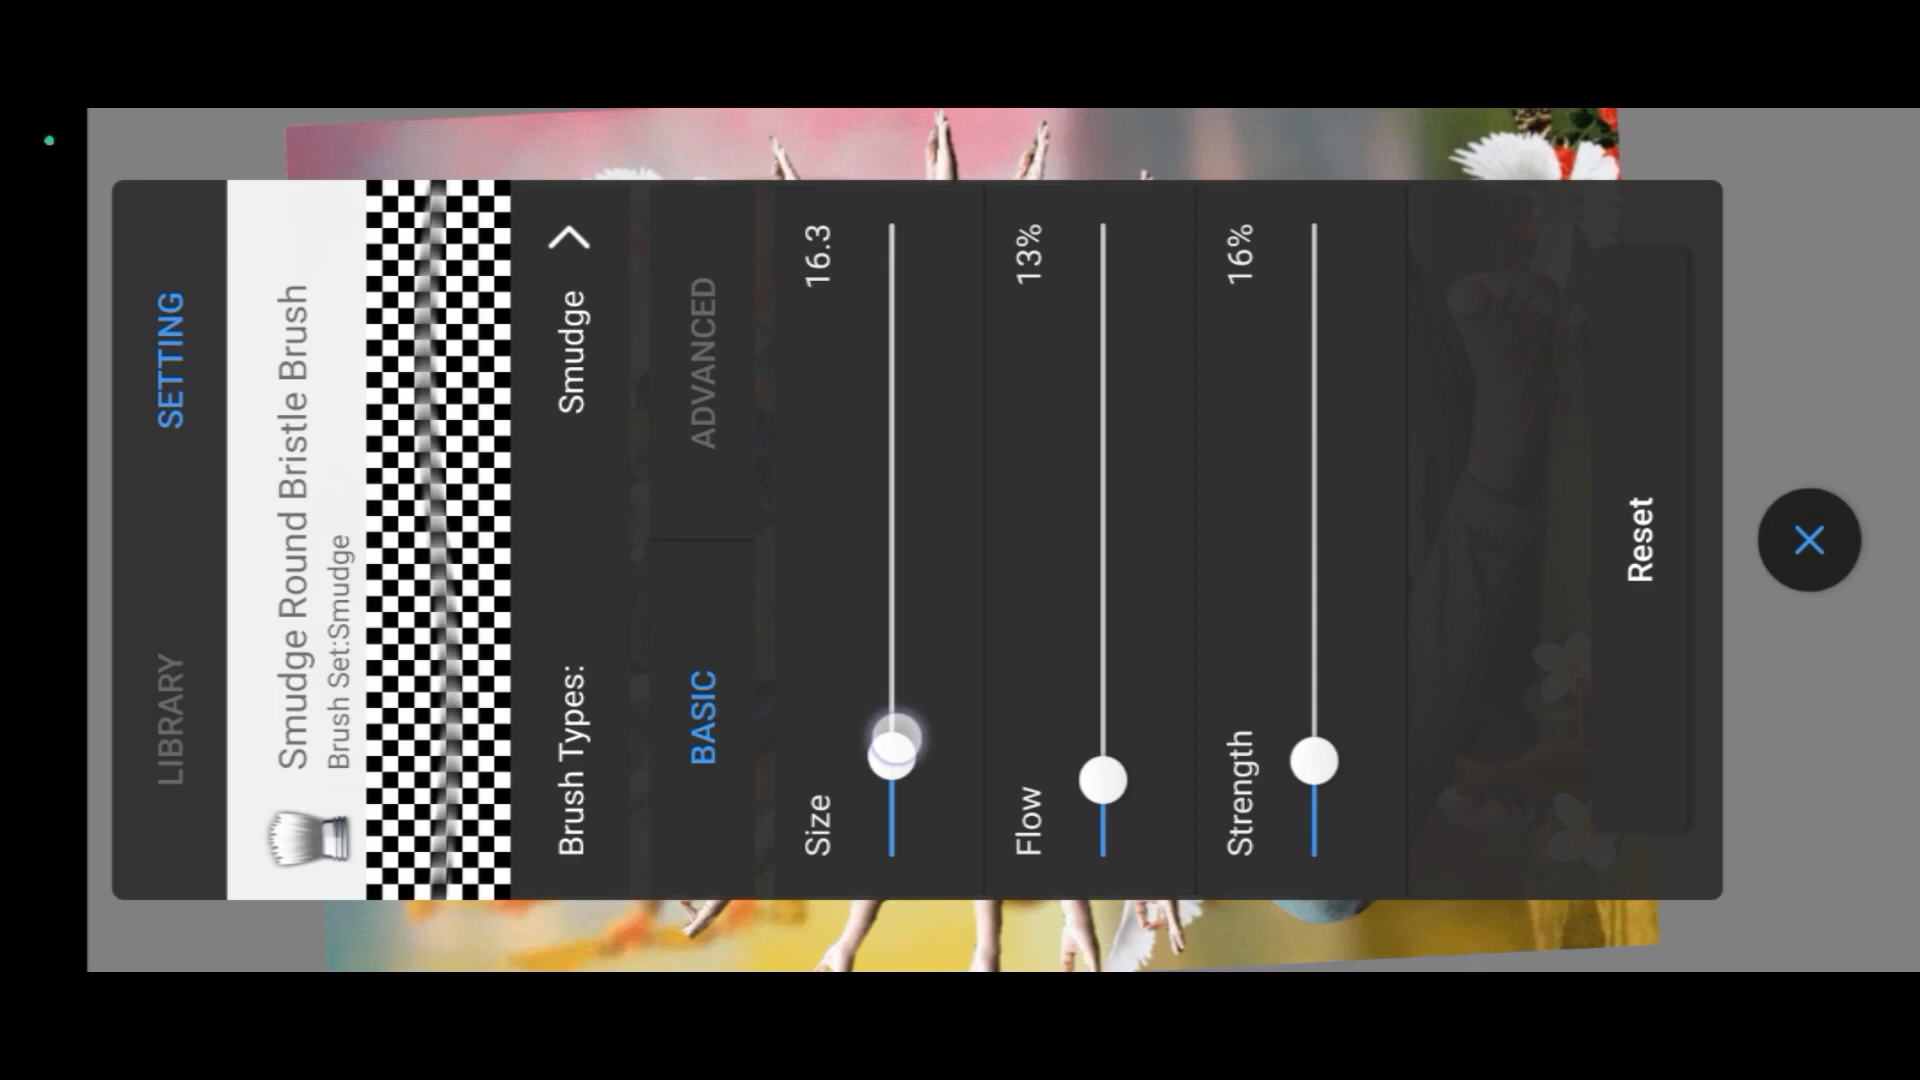 LIBRARY SETTING
Smudge Round Bristle Brush
Brush Set:Smudge
Brush Types: Smudge
BASIC ADVANCED
Size 16.3
Flow 13%
Strength 16%
Reset